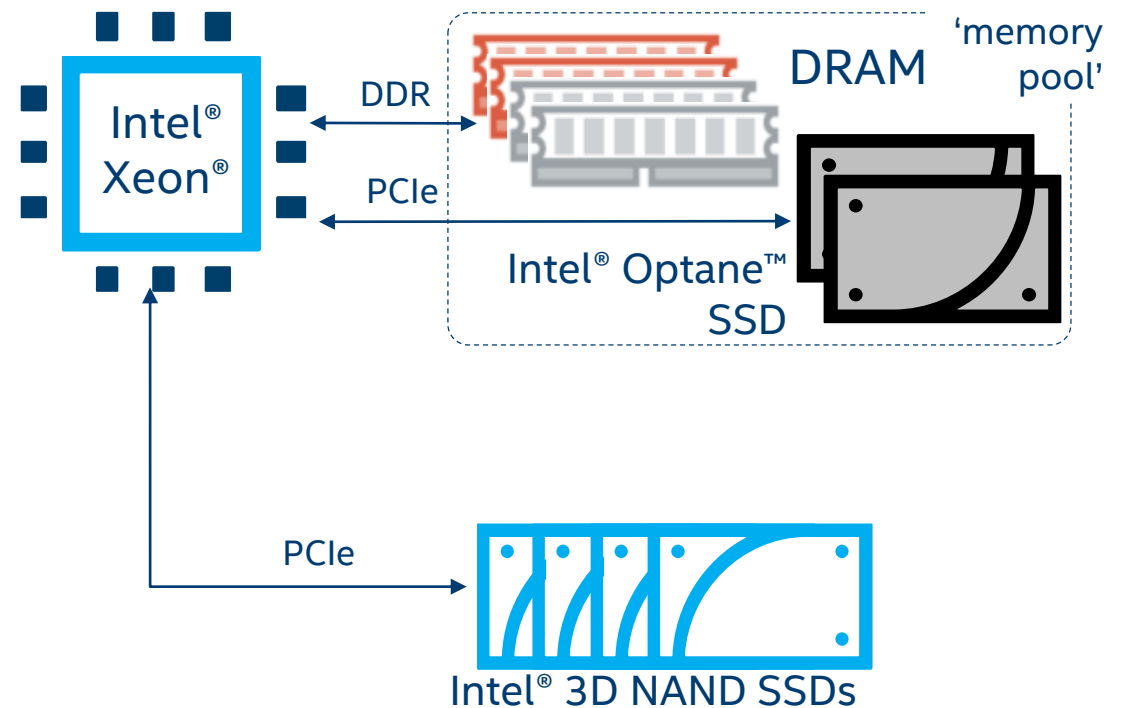 Intel® Xeon®
DDR
PCIe
DRAM
‘memory
pool’
Intel® Optane™
SSD
PCIe
Intel® 3D NAND SSDs